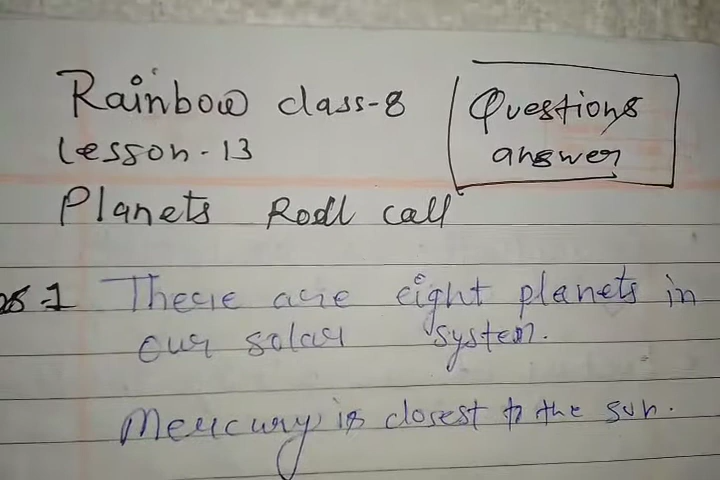 Rainbow class-8
Questions
answer
Lesson-13
Planets Roll call
1 There are eight planets in
our solar system.
Mercury is closest to the sun.